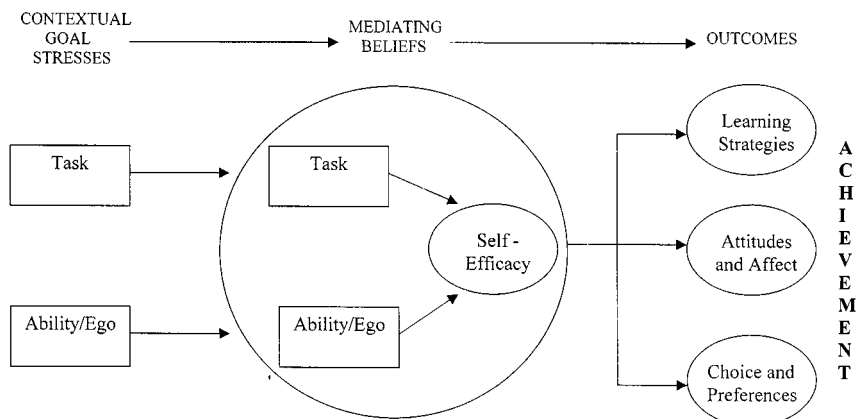 CONTEXTUAL
GOAL
STRESSES
MEDIATING
BELIEFS
OUTCOMES
Task
Ability/Ego
Task
Ability/Ego
Self -
Efficacy
Learning
Strategies
Attitudes
and Affect
Choice and
Preferences
A
C
H
I
E
V
E
M
E
N
T